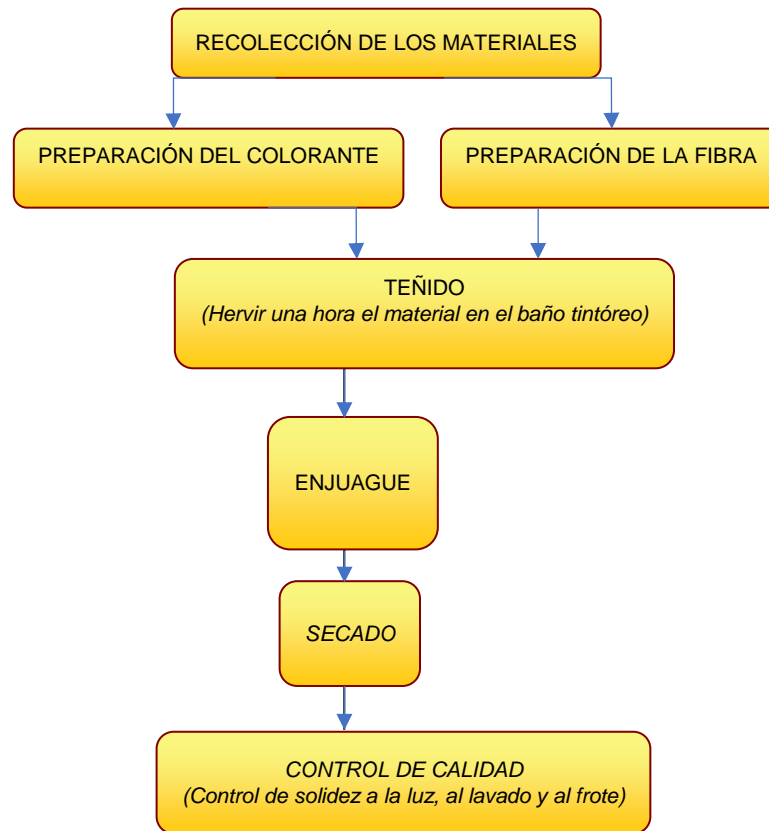 RECOLECCIÓN DE LOS MATERIALES
PREPARACIÓN DEL COLORANTE
PREPARACIÓN DE LA FIBRA
TEÑIDO
(Hervir una hora el material en el baño tintóreo)
ENJUAGUE
SECADO
CONTROL DE CALIDAD
(Control de solidez a la luz, al lavado y al frote)